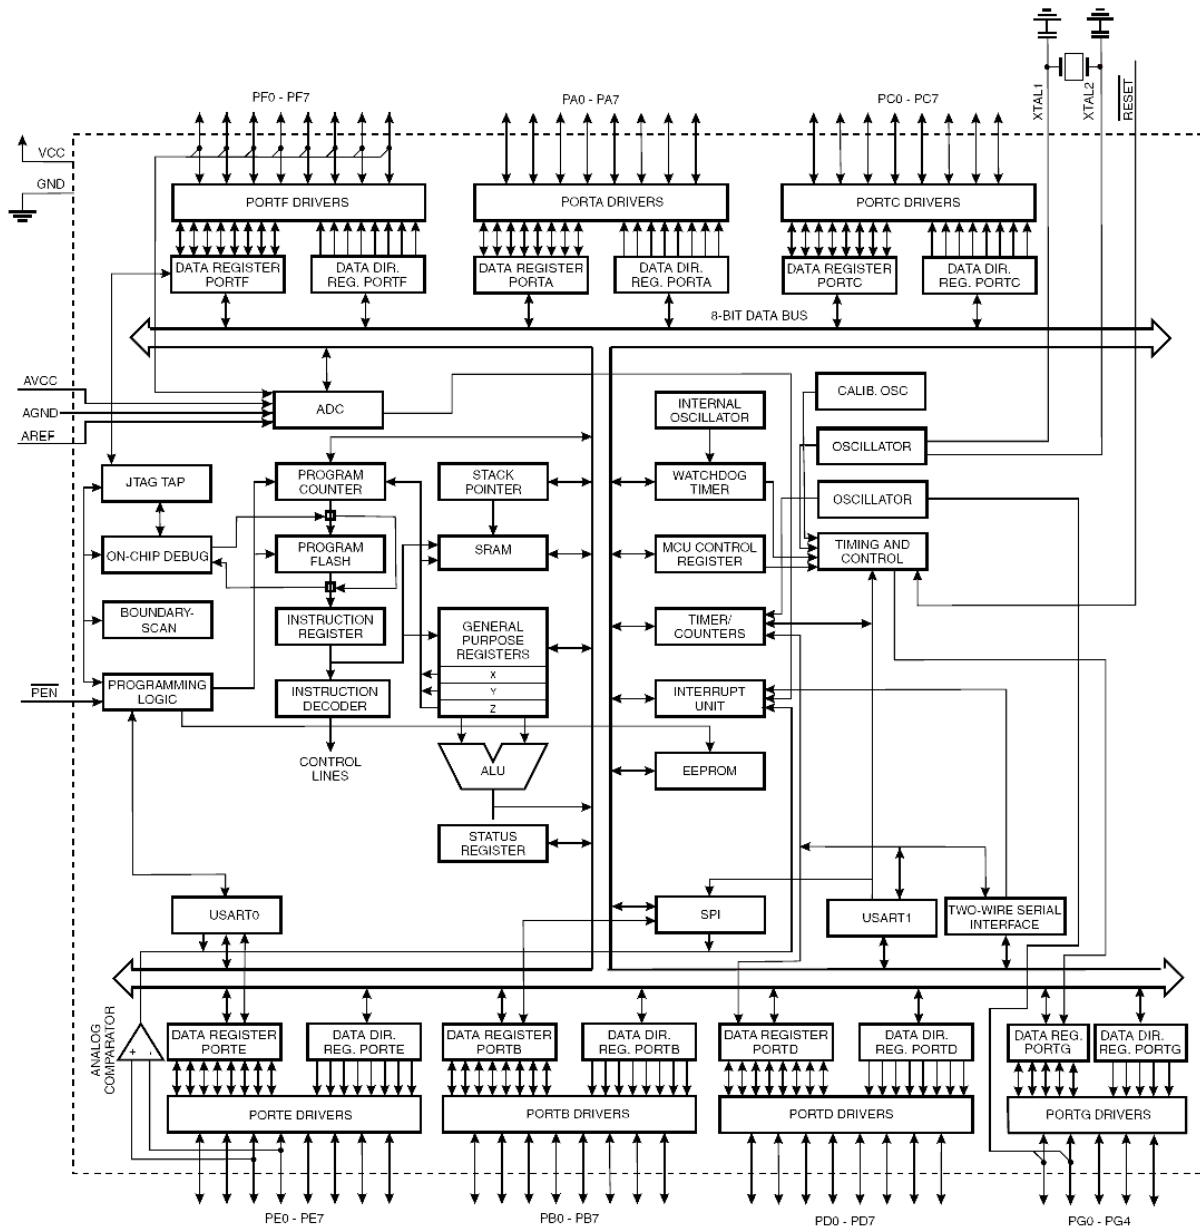 XTAL1
XTAL2
RESET
PF0 - PF7
PA0 - PA7
PC0 - PC7
VCC
GND
PORTF DRIVERS
PORTA DRIVERS
PORTC DRIVERS
DATA REGISTER
PORTF
DATA DIR.
REG. PORTF
DATA REGISTER
PORTA
DATA DIR.
REG. PORTA
DATA REGISTER
PORTC
DATA DIR.
REG. PORTC
8-BIT DATA BUS
AVCC
AGND
AREF
ADC
INTERNAL
OSCILLATOR
CALIB. OSC
OSCILLATOR
JTAG TAP
PROGRAM
COUNTER
STACK
POINTER
WATCHDOG
TIMER
OSCILLATOR
ON-CHIP DEBUG
PROGRAM
FLASH
SRAM
MCU CONTROL
REGISTER
TIMING AND
CONTROL
BOUNDARY-
SCAN
INSTRUCTION
REGISTER
GENERAL
PURPOSE
REGISTERS
X
Y
Z
TIMER/
COUNTERS
PEN
PROGRAMMING
LOGIC
INSTRUCTION
DECODER
INTERRUPT
UNIT
CONTROL
LINES
ALU
EEPROM
STATUS
REGISTER
USART0
SPI
USART1
TWO-WIRE SERIAL
INTERFACE
ANALOG
COMPARATOR
+
-
DATA REGISTER
PORTE
DATA DIR.
REG. PORTE
DATA REGISTER
PORTB
DATA DIR.
REG. PORTB
DATA REGISTER
PORTD
DATA DIR.
REG. PORTD
DATA REG.
PORTG
DATA DIR.
REG. PORTG
PORTE DRIVERS
PORTB DRIVERS
PORTD DRIVERS
PORTG DRIVERS
PE0 - PE7
PB0 - PB7
PD0 - PD7
PG0 - PG4